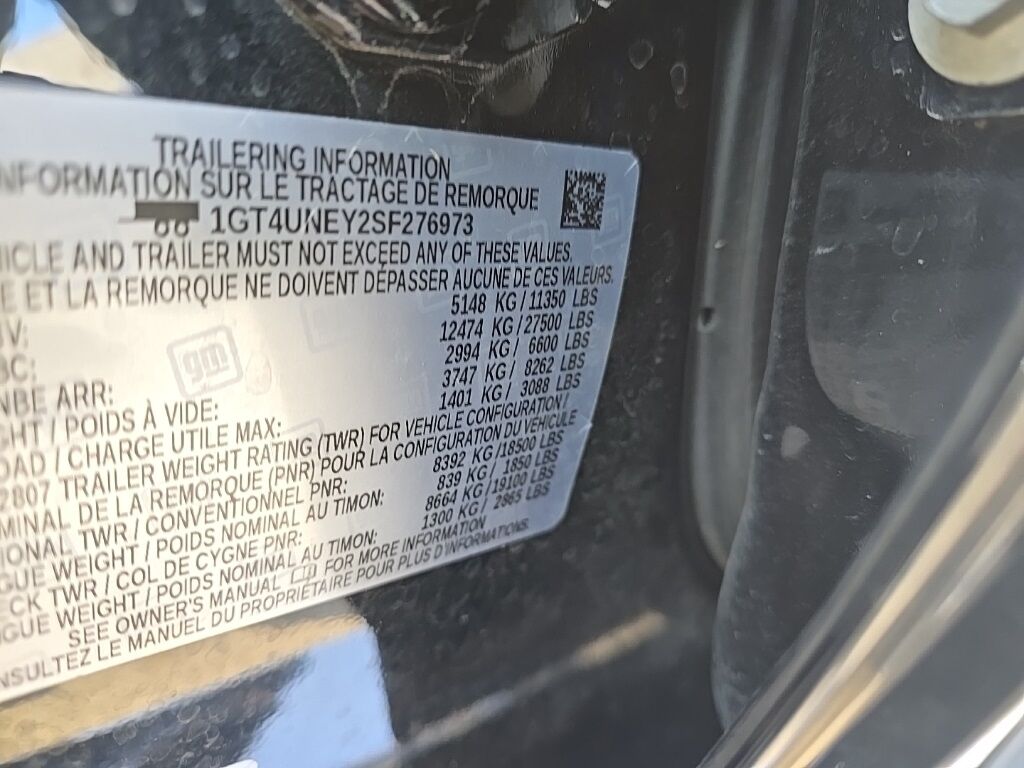 TRAILERING INFORMATION
INFORMATION SUR LE TRACTAGE DE REMORQUE
1GT4UNEY2SF276973
ICLE AND TRAILER MUST NOT EXCEED ANY OF THESE VALUES.
E ET LA REMORQUE NE DOIVENT DÉPASSER AUCUNE DE CES VALEURS.
5148 KG / 11350 LBS
BV: 12474 KG / 27500 LBS
BC: 2994 KG / 6600 LBS
NBE ARR: 3747 KG / 8262 LBS
GHT / POIDS À VIDE: 1401 KG / 3088 LBS
OAD / CHARGE UTILE MAX:
2807 TRAILER WEIGHT RATING (TWR) FOR VEHICLE CONFIGURATION /
MINAL DE LA REMORQUE (PNR) POUR LA CONFIGURATION DU VÉHICULE
IONAL TWR / CONVENTIONNEL PNR: 8392 KG / 18500 LBS
GUE WEIGHT / POIDS NOMINAL AU TIMON: 839 KG / 1850 LBS
ECK TWR / COL DE CYGNE PNR: 8664 KG / 19100 LBS
GUE WEIGHT / POIDS NOMINAL AU TIMON: 1300 KG / 2865 LBS
SEE OWNER'S MANUAL FOR MORE INFORMATION
NSULTEZ LE MANUEL DU PROPRIÉTAIRE POUR PLUS D'INFORMATIONS.
gm